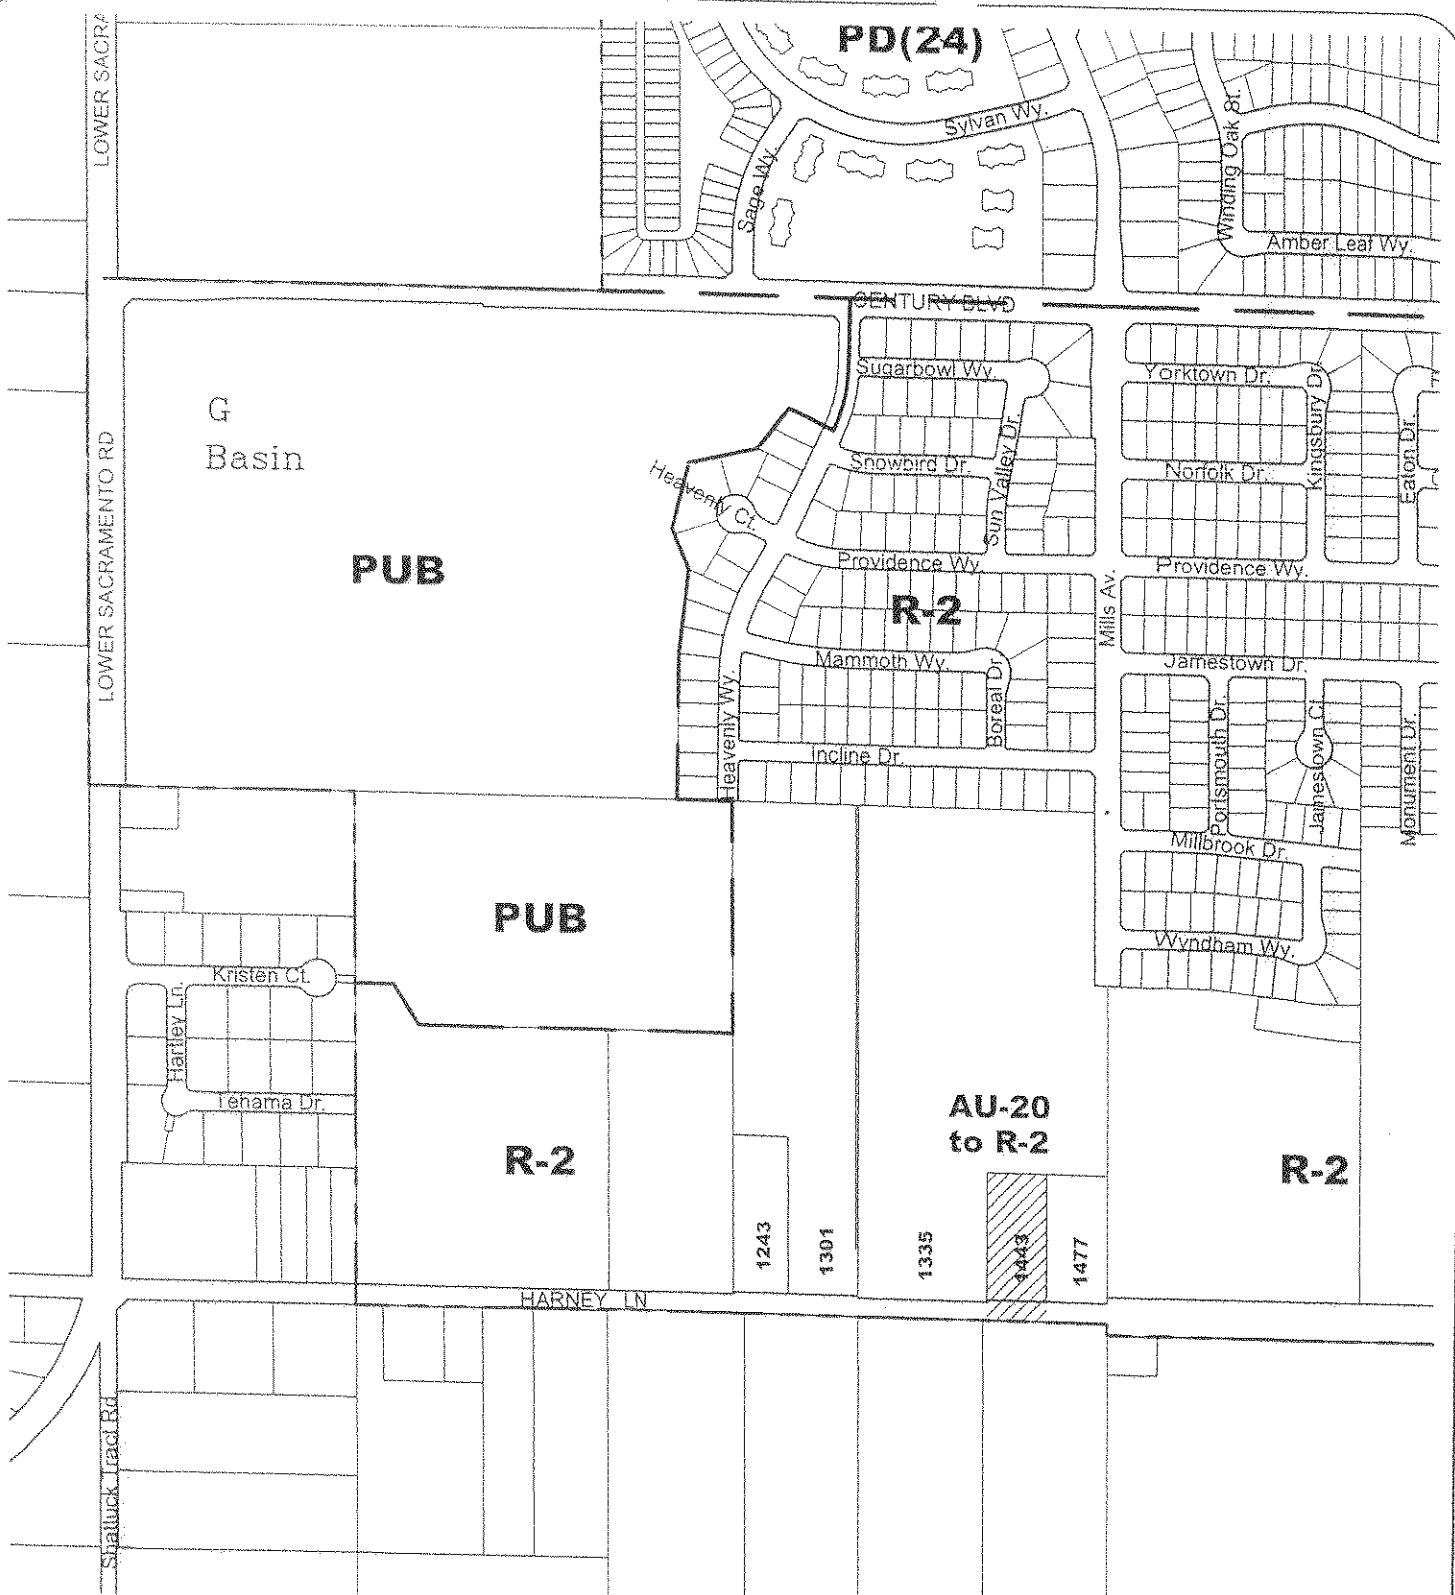 LOWER SACRA
PD(24)
Sylvan Wy.
Sage Wy.
Winding Oak St.
Amber Leaf Wy.
CENTURY BLVD
Sugarbowl Wy.
Yorktown Dr.
Kingsbury Dr.
G
Basin
Sun Valley Dr.
Eaton Dr.
LOWER SACRAMENTO RD
Heavenly Ct.
Snowbird Dr.
Norfolk Dr.
PUB
Providence Wy.
Providence Wy.
R-2
Mills Av.
Mammoth Wy.
Jamestown Dr.
Heavenly Wy.
Boreal Dr.
Portsmouth Dr.
Jamestown Ct.
Monument Dr.
Incline Dr.
Millbrook Dr.
PUB
Wyndham Wy.
Kristen Ct.
Hartley Ln.
Tehama Dr.
AU-20
to R-2
R-2
R-2
1243
1301
1335
1443
1477
HARNEY LN
Shattuck Tract Rd